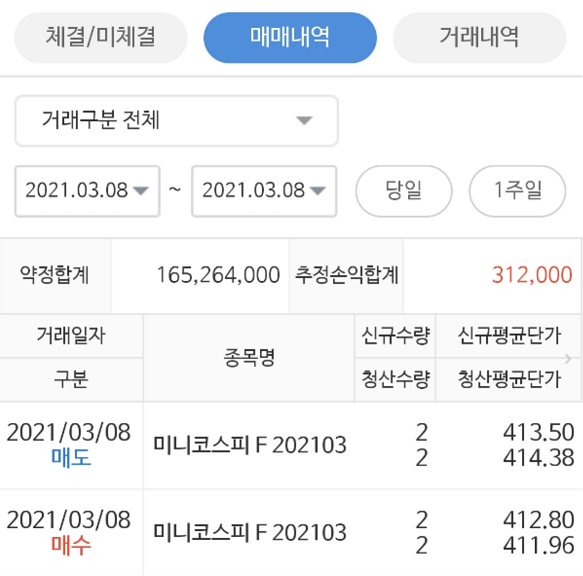 체결/미체결 매매내역 거래내역
거래구분 전체
2021.03.08 ~ 2021.03.08 당일 1주일
약정합계 165,264,000 추정손익합계 312,000
거래일자 종목명 신규수량 신규평균단가
구분 청산수량 청산평균단가
2021/03/08 미니코스피 F 202103 2 413.50
매도 2 414.38
2021/03/08 미니코스피 F 202103 2 412.80
매수 2 411.96